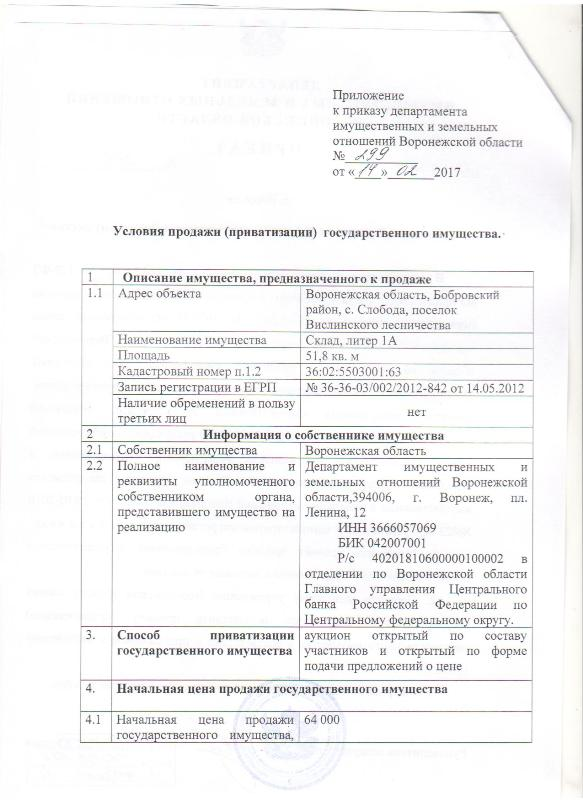 Приложение
к приказу департамента
имущественных и земельных
отношений Воронежской области
№ 299
от « 14 » 02 2017
Условия продажи (приватизации) государственного имущества.
1 Описание имущества, предназначенного к продаже
1.1 Адрес объекта Воронежская область, Бобровский
район, с. Слобода, поселок
Вислинского лесничества
Наименование имущества Склад, литер 1А
Площадь 51,8 кв. м
Каластровый номер п.1.2 36:02:5503001:63
Запись регистрации в ЕГРП № 36-36-03/002/2012-842 от 14.05.2012
Наличие обременений в пользу
третьих лиц нет
2 Информация о собственнике имущества
2.1 Собственник имущества Воронежская область
2.2 Полное наименование и Департамент имущественных и
реквизиты уполномоченного земельных отношений Воронежской
собственником органа, области,394006, г. Воронеж, пл.
представившего имущество на Ленина, 12
реализацию ИНН 3666057069
БИК 042007001
Р/с 40201810600000100002 в
отделении по Воронежской области
Главного управления Центрального
банка Российской Федерации по
Центральному федеральному округу.
3. Способ приватизации аукцион открытый по составу
государственного имущества участников и открытый по форме
подачи предложений о цене
4. Начальная цена продажи государственного имущества
4.1 Начальная цена продажи 64 000
государственного имущества,